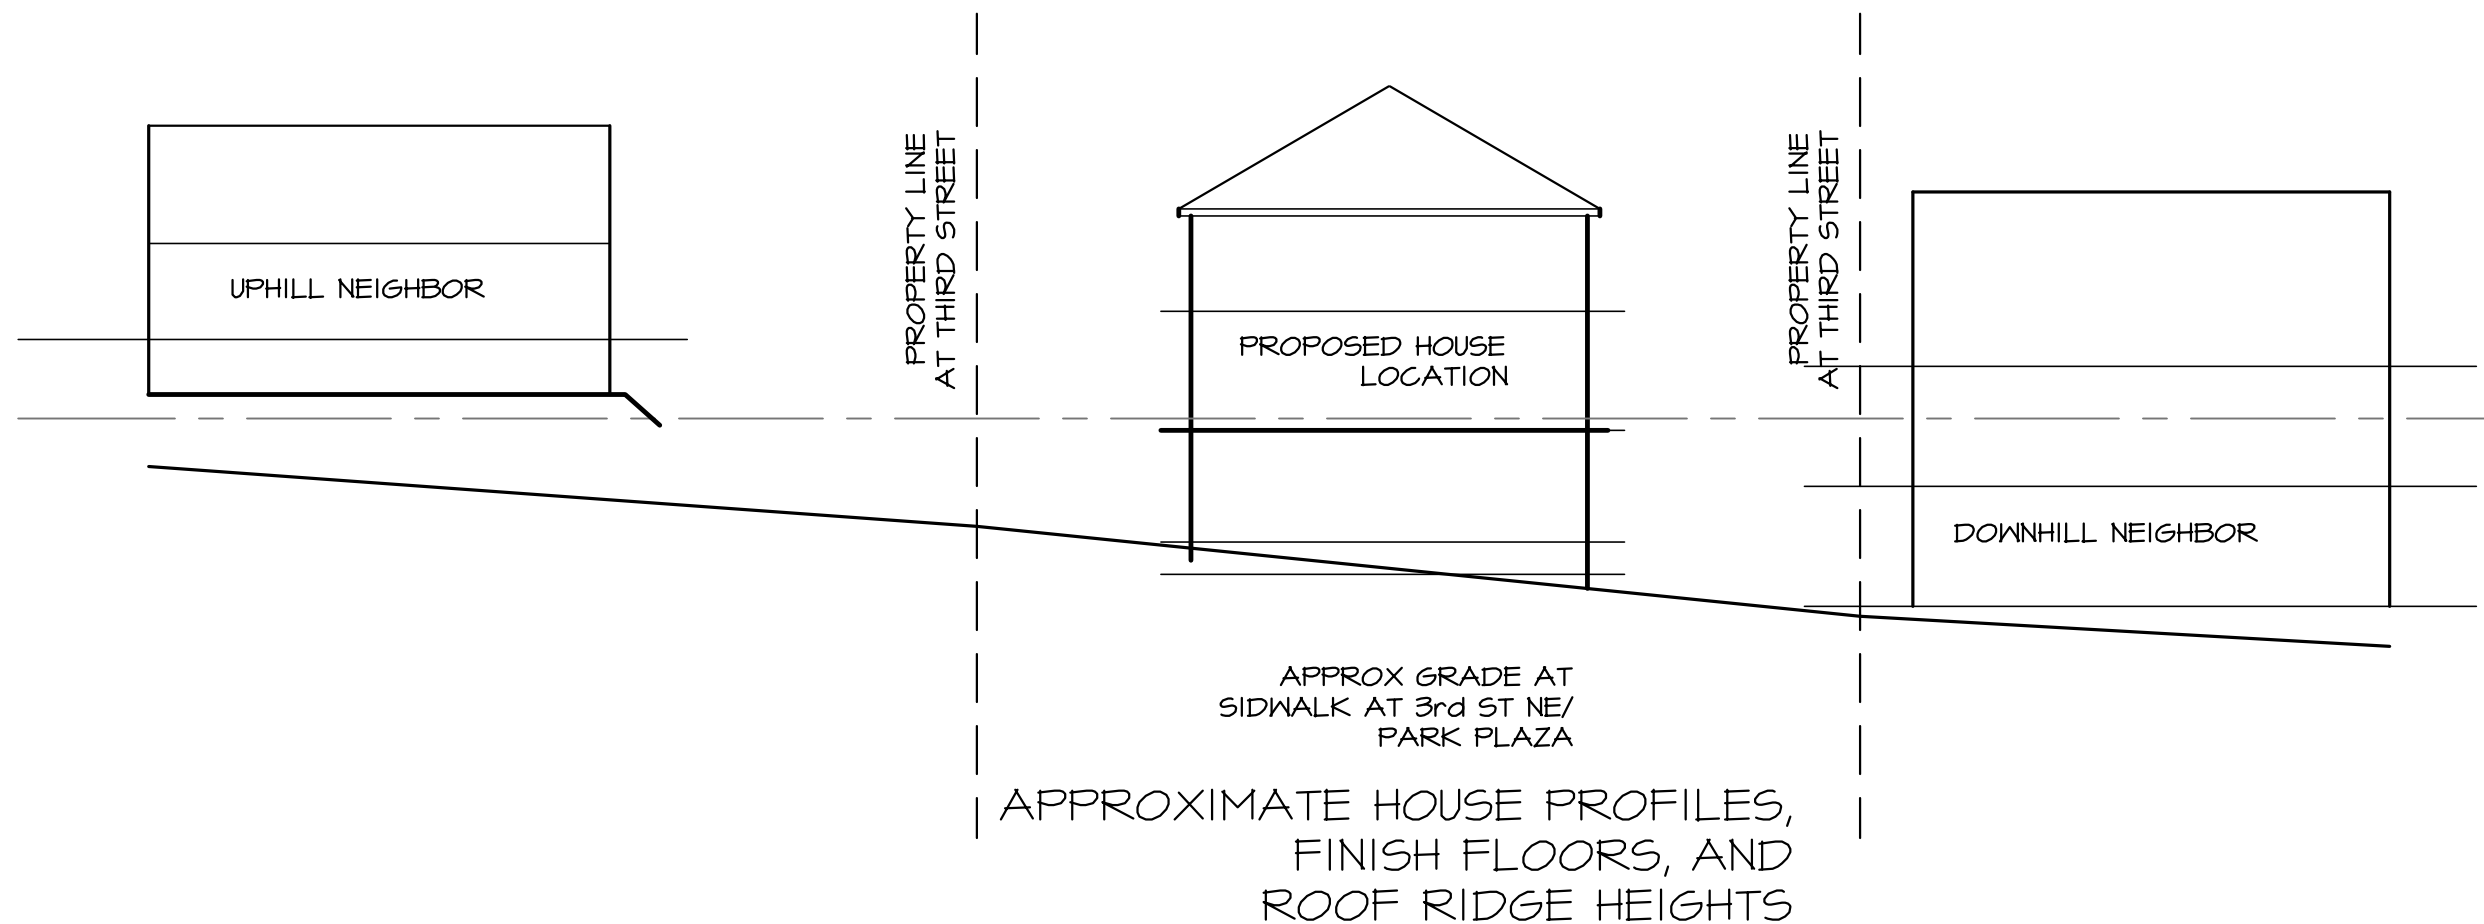 UPHILL NEIGHBOR
PROPERTY LINE
AT THIRD STREET
PROPOSED HOUSE
LOCATION
PROPERTY LINE
AT THIRD STREET
DOWNHILL NEIGHBOR
APPROX GRADE AT
SIDWALK AT 3rd ST NE/
PARK PLAZA
APPROXIMATE HOUSE PROFILES,
FINISH FLOORS, AND
ROOF RIDGE HEIGHTS